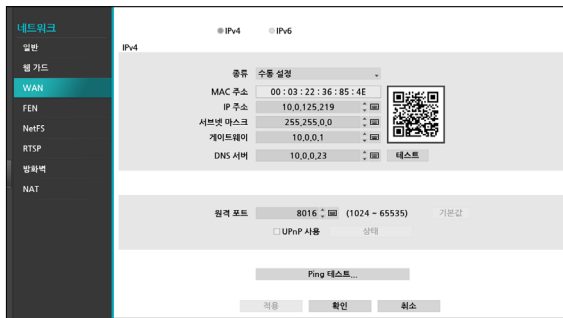 네트워크
일반
웹 가드
WAN
FEN
NetFS
RTSP
방화벽
NAT
IPv4 IPv6
IPv4
종류 수동 설정
MAC 주소 00 : 03 : 22 : 36 : 85 : 4E
IP 주소 10,0,125,219
서브넷 마스크 255,255,0,0
게이트웨이 10,0,0,1
DNS 서버 10,0,0,23 테스트
원격 포트 8016 (1024 ~ 65535) 기본값
UPnP 사용 상태
Ping 테스트...
적용 확인 취소